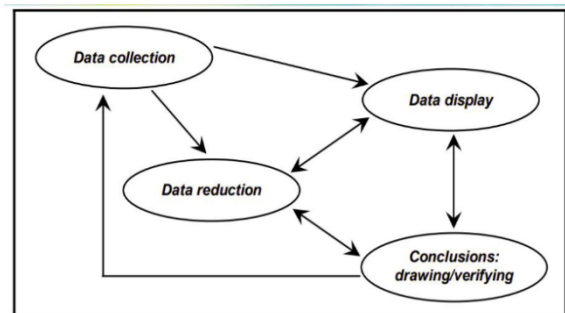 Data collection
Data display
Data reduction
Conclusions:
drawing/verifying